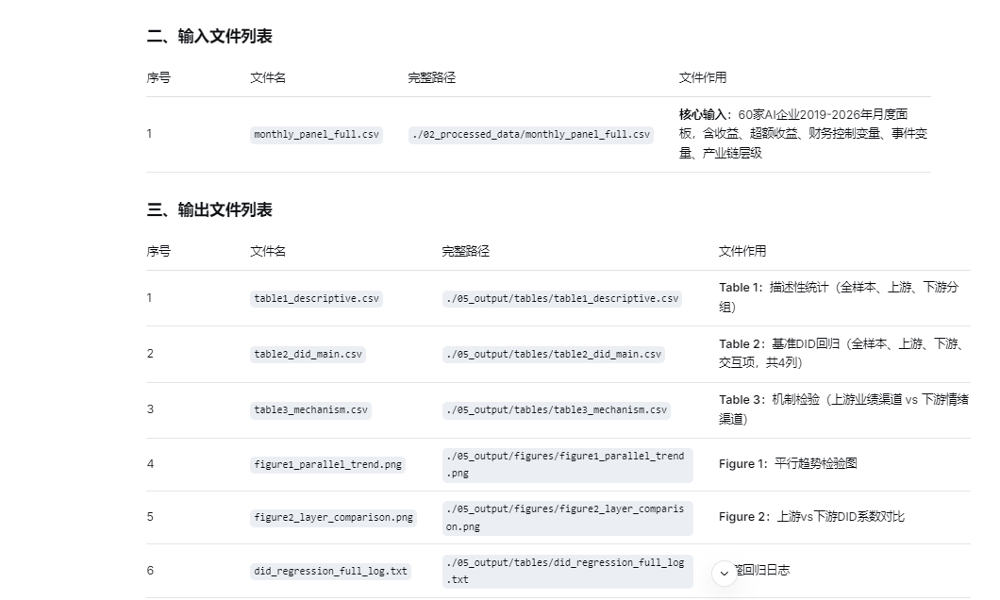 二、输入文件列表
序号 文件名 完整路径 文件作用
1 monthly_panel_full.csv ./02_processed_data/monthly_panel_full.csv 核心输入：60家AI企业2019-2026年月度面
板，含收益、超额收益、财务控制变量、事件变
量、产业链层级
三、输出文件列表
序号 文件名 完整路径 文件作用
1 table1_descriptive.csv ./05_output/tables/table1_descriptive.csv Table 1：描述性统计（全样本、上游、下游分
组）
2 table2_did_main.csv ./05_output/tables/table2_did_main.csv Table 2：基准DID回归（全样本、上游、下游、
交互项，共4列）
3 table3_mechanism.csv ./05_output/tables/table3_mechanism.csv Table 3：机制检验（上游业绩渠道 vs 下游情绪
渠道）
4 figure1_parallel_trend.png ./05_output/figures/figure1_parallel_trend
.png
Figure 1：平行趋势检验图
5 figure2_layer_comparison.png ./05_output/figures/figure2_layer_comparis
on.png
Figure 2：上游vs下游DID系数对比
6 did_regression_full_log.txt ./05_output/tables/did_regression_full_log
.txt
整回归日志